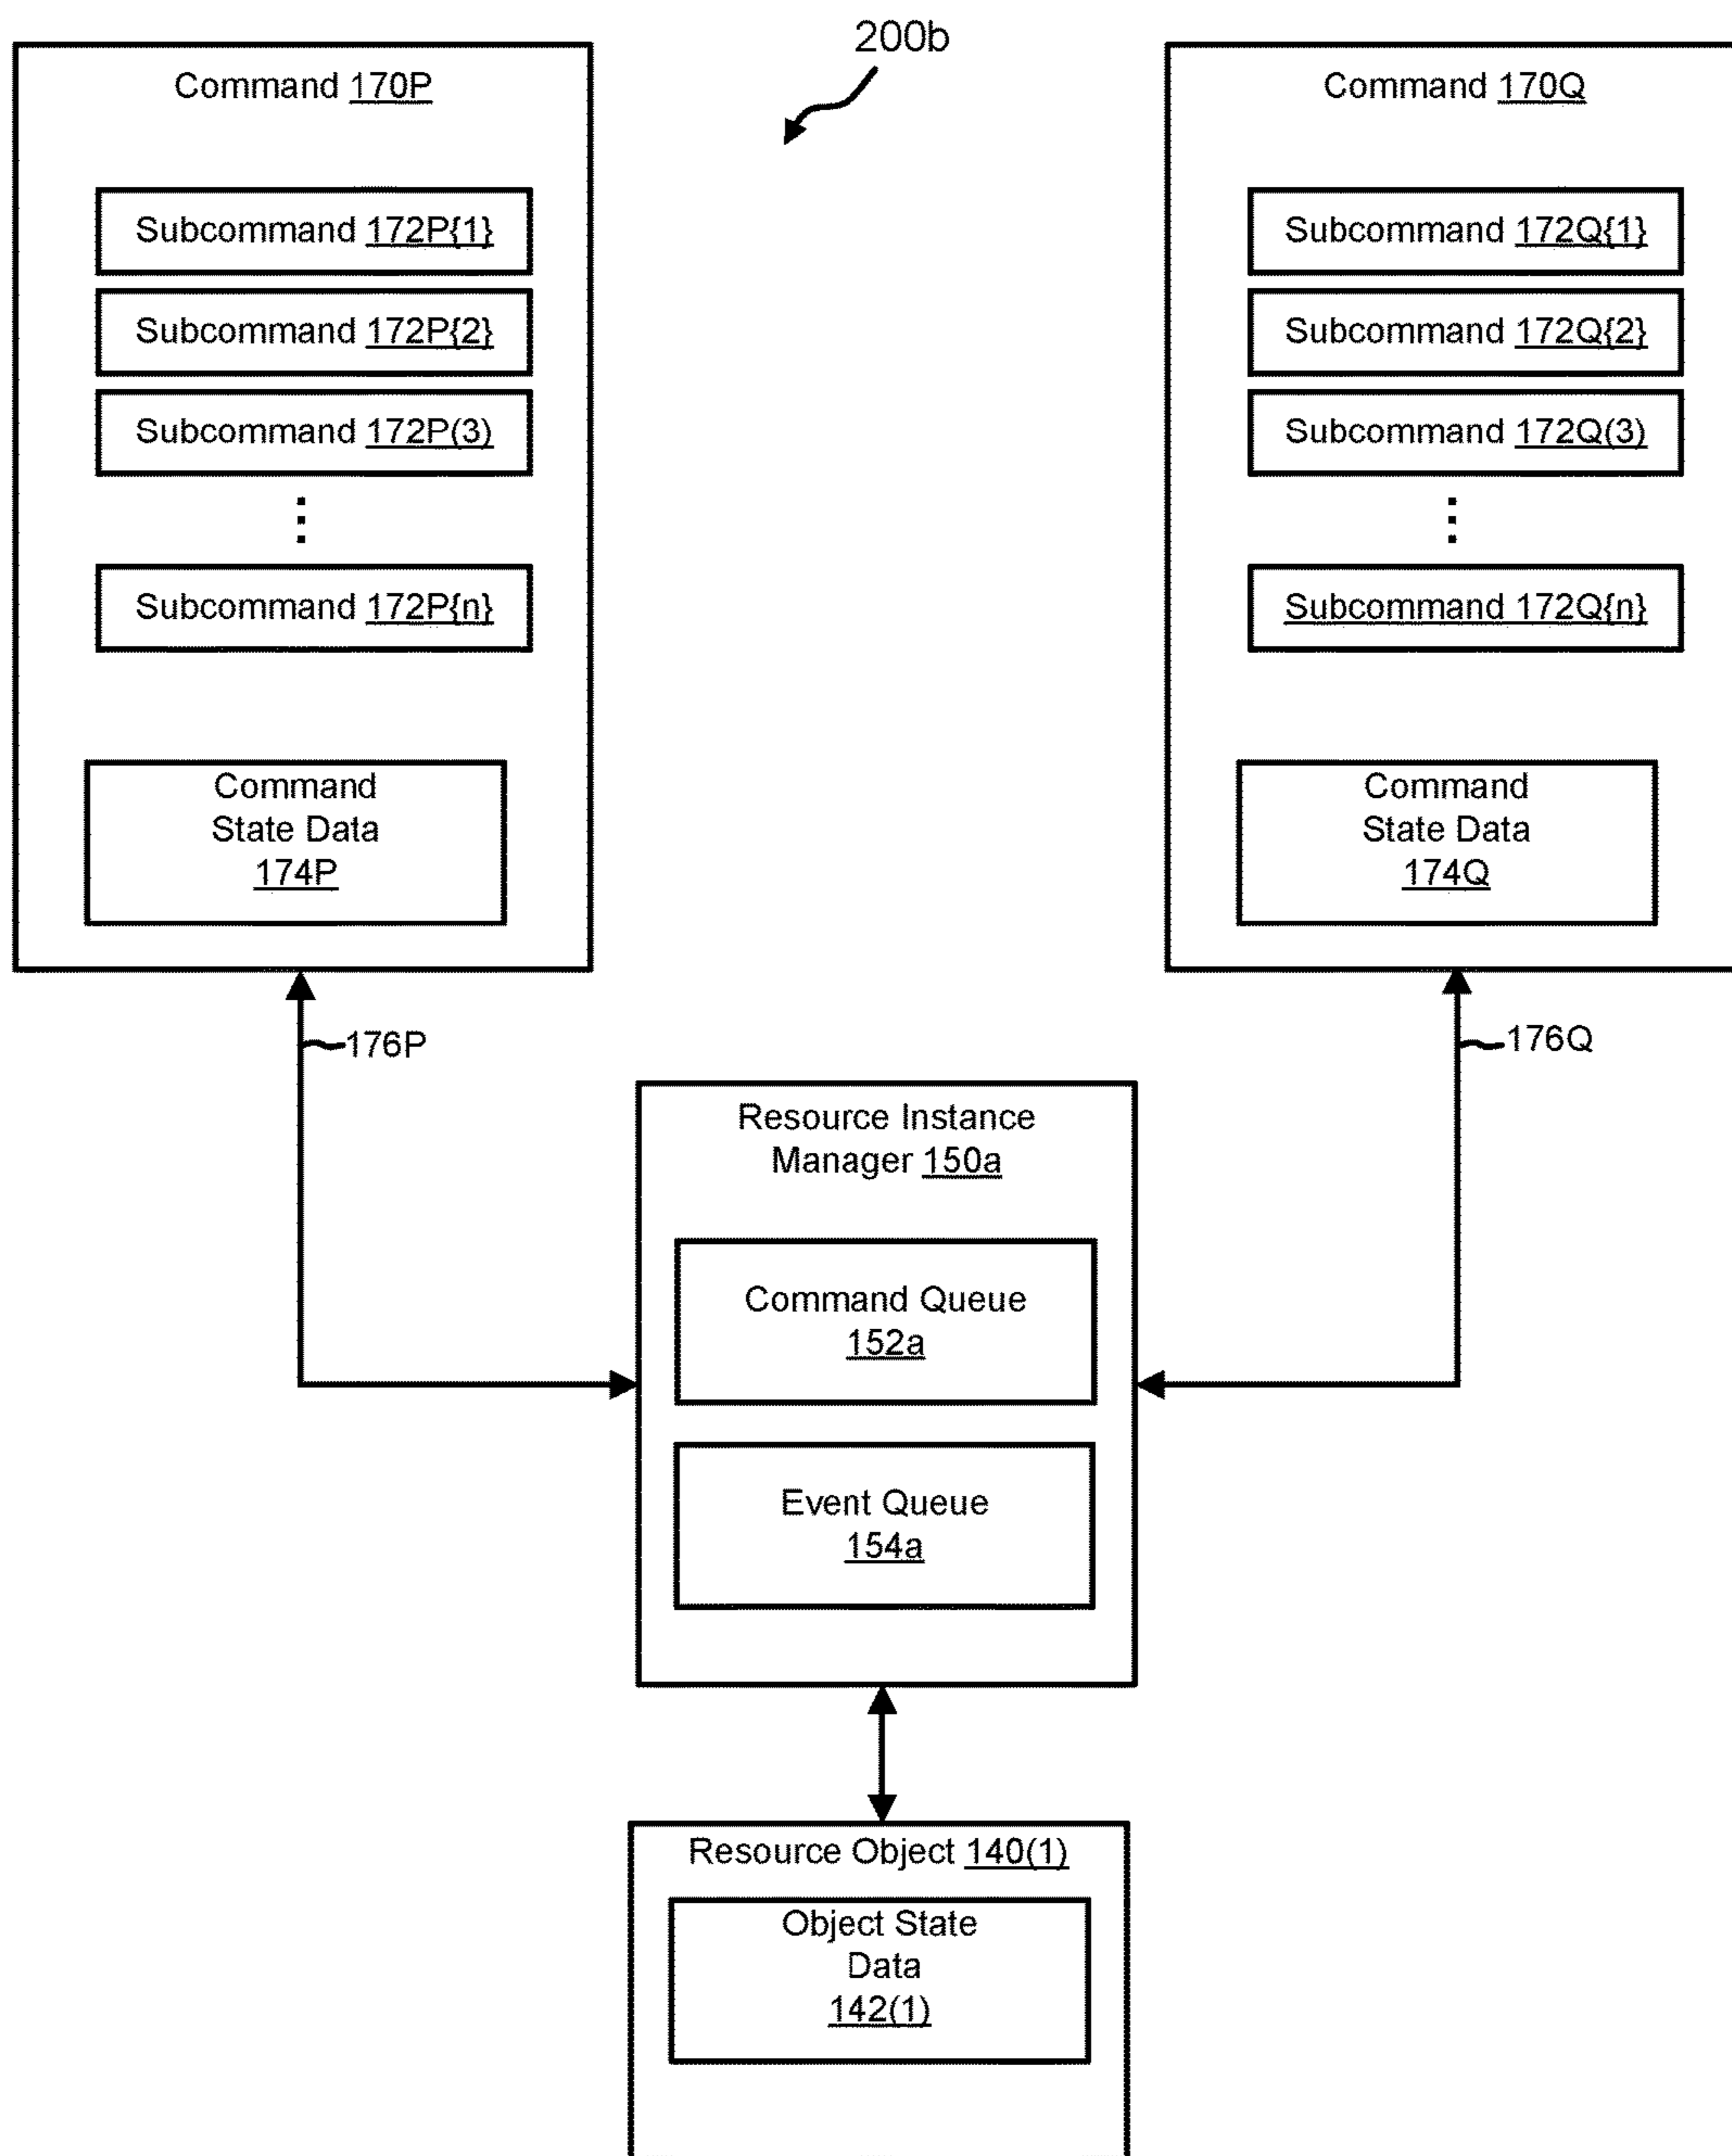 200b
Command 170P
Subcommand 172P{1}
Subcommand 172P{2}
Subcommand 172P(3)
Subcommand 172P{n}
Command
State Data
174P
Command 170Q
Subcommand 172Q{1}
Subcommand 172Q{2}
Subcommand 172Q(3)
Subcommand 172Q{n}
Command
State Data
174Q
176P
176Q
Resource Instance
Manager 150a
Command Queue
152a
Event Queue
154a
Resource Object 140(1)
Object State
Data
142(1)